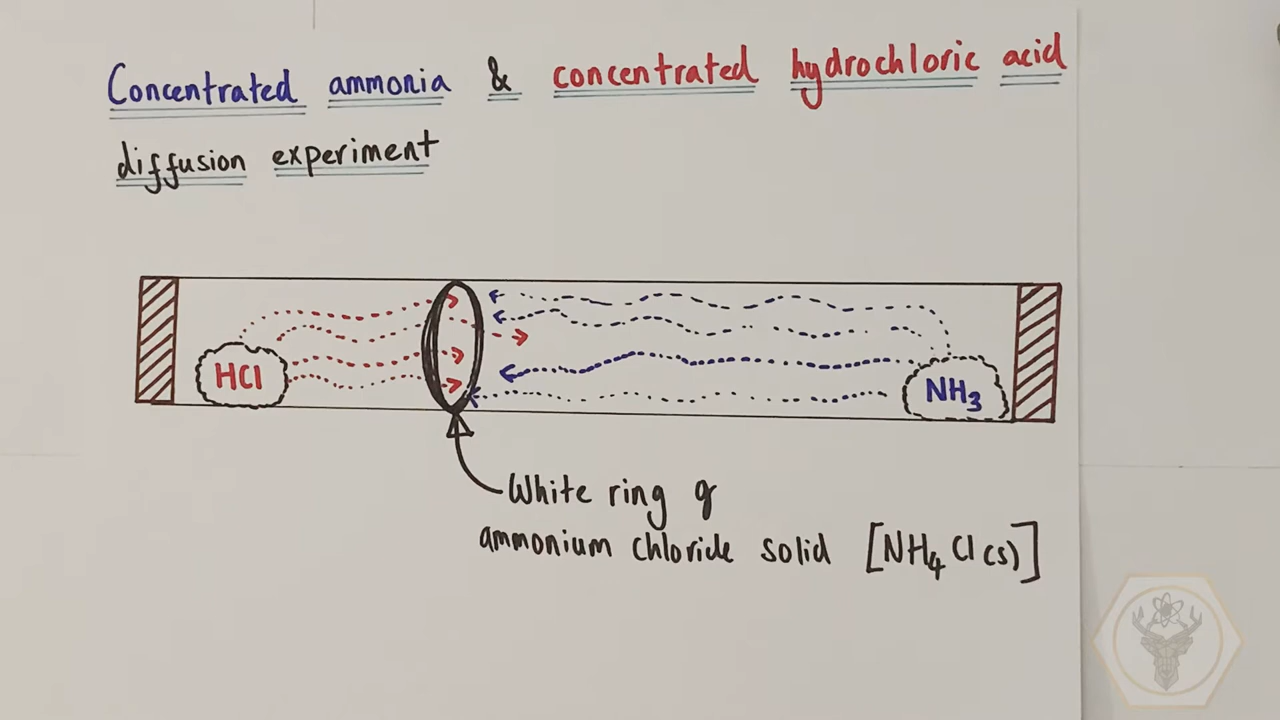 Concentrated ammonia & concentrated hydrochloric acid
diffusion experiment
HCl
NH3
White ring of
ammonium chloride solid [NH4Cl(s)]